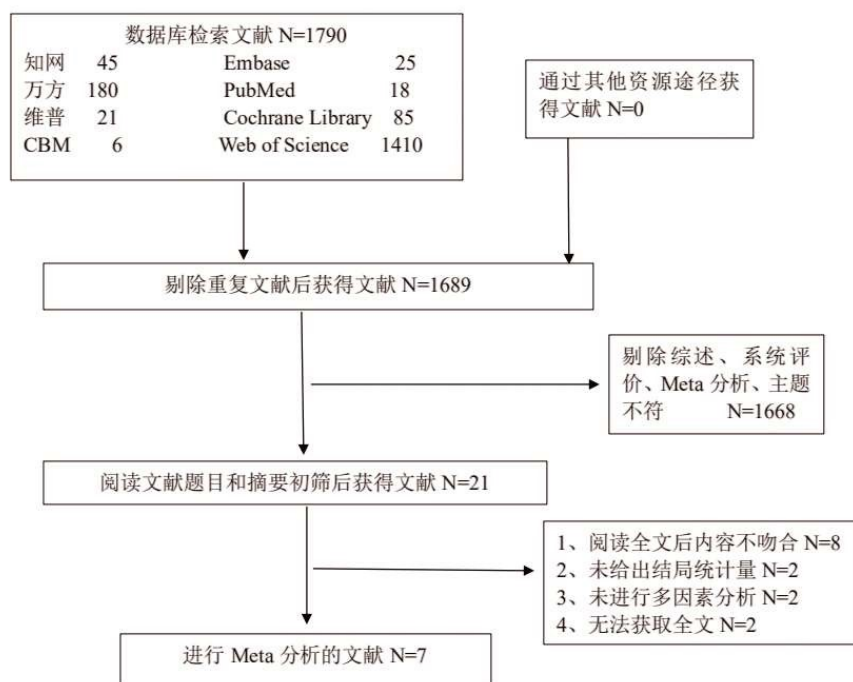 数据库检索文献 N=1790
知网 45 Embase 25
万方 180 PubMed 18
维普 21 Cochrane Library 85
CBM 6 Web of Science 1410
通过其他资源途径获
得文献 N=0
剔除重复文献后获得文献 N=1689
剔除综述、系统评
价、Meta 分析、主题
不符 N=1668
阅读文献题目和摘要初筛后获得文献 N=21
1、阅读全文后内容不吻合 N=8
2、未给出结局统计量 N=2
3、未进行多因素分析 N=2
4、无法获取全文 N=2
进行 Meta 分析的文献 N=7